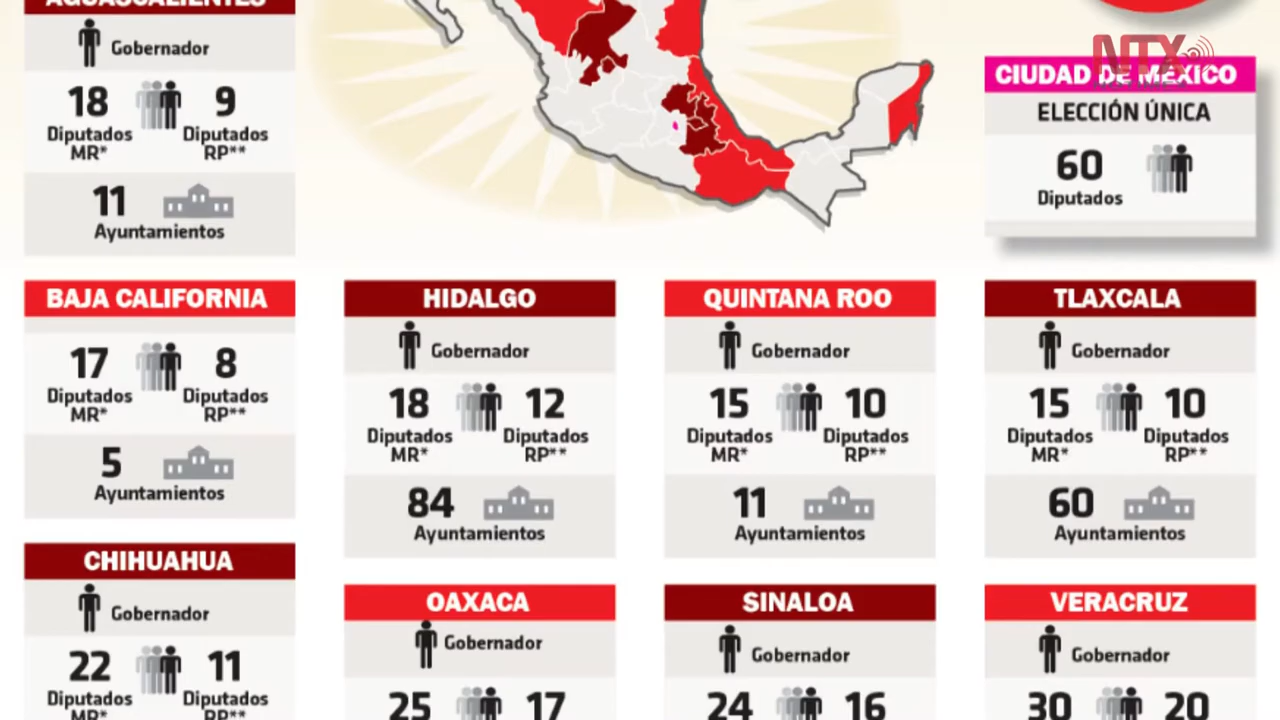 AGUASCALIENTES
Gobernador
18 9
Diputados Diputados
MR* RP**
11
Ayuntamientos
NTX
CIUDAD DE MÉXICO
ELECCIÓN ÚNICA
60
Diputados
BAJA CALIFORNIA
17 8
Diputados Diputados
MR* RP**
5
Ayuntamientos
HIDALGO
Gobernador
18 12
Diputados Diputados
MR* RP**
84
Ayuntamientos
QUINTANA ROO
Gobernador
15 10
Diputados Diputados
MR* RP**
11
Ayuntamientos
TLAXCALA
Gobernador
15 10
Diputados Diputados
MR* RP**
60
Ayuntamientos
CHIHUAHUA
Gobernador
22 11
Diputados Diputados
MR* RP**
OAXACA
Gobernador
25 17
SINALOA
Gobernador
24 16
VERACRUZ
Gobernador
30 20